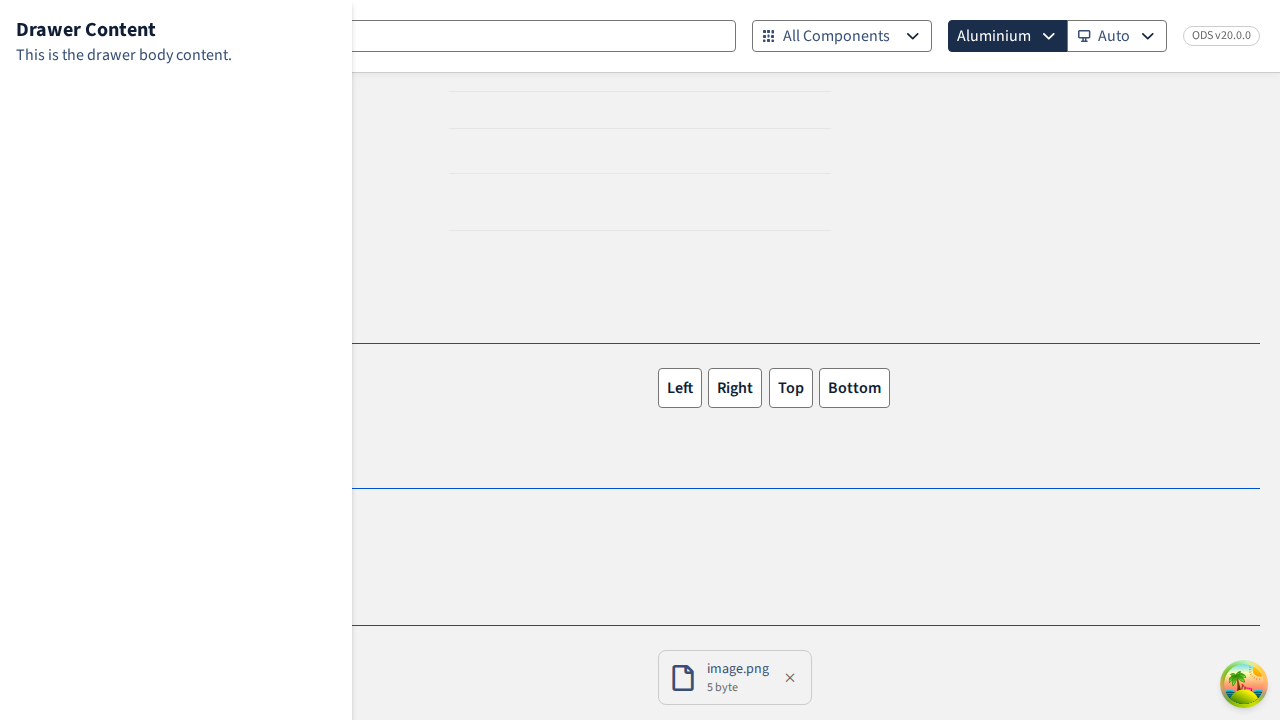 Drawer Content
This is the drawer body content.
All Components
Aluminium
Auto
ODS v20.0.0
Left
Right
Top
Bottom
image.png
5 byte